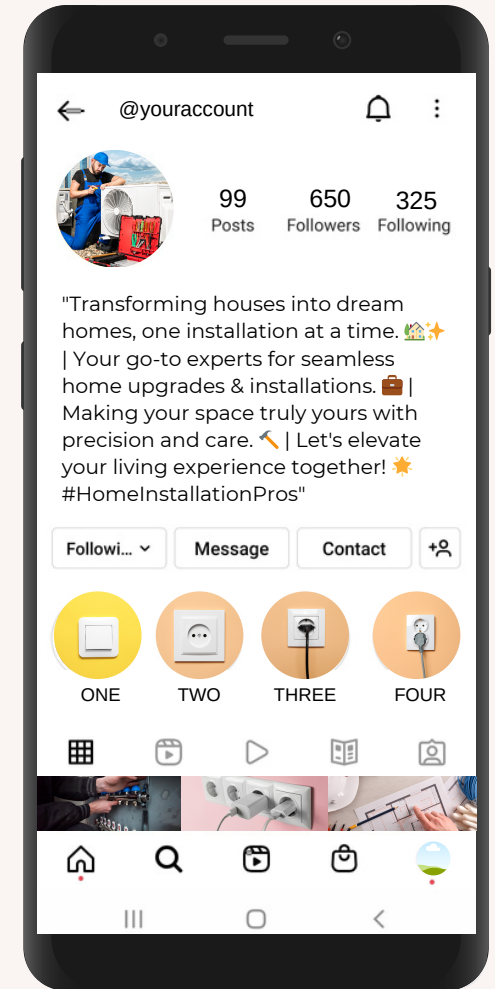 @youraccount
99 650 325
Posts Followers Following
"Transforming houses into dream
homes, one installation at a time. 🏡✨
| Your go-to experts for seamless
home upgrades & installations. 💼 |
Making your space truly yours with
precision and care. 🔨 | Let's elevate
your living experience together! 🌟
#HomeInstallationPros"
Followi... Message Contact
ONE TWO THREE FOUR